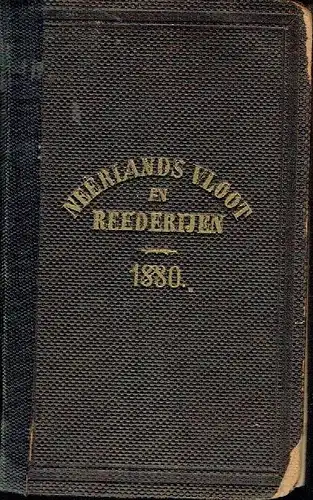 NEERLANDS VLOOT
EN
REEDERIJEN
1880.